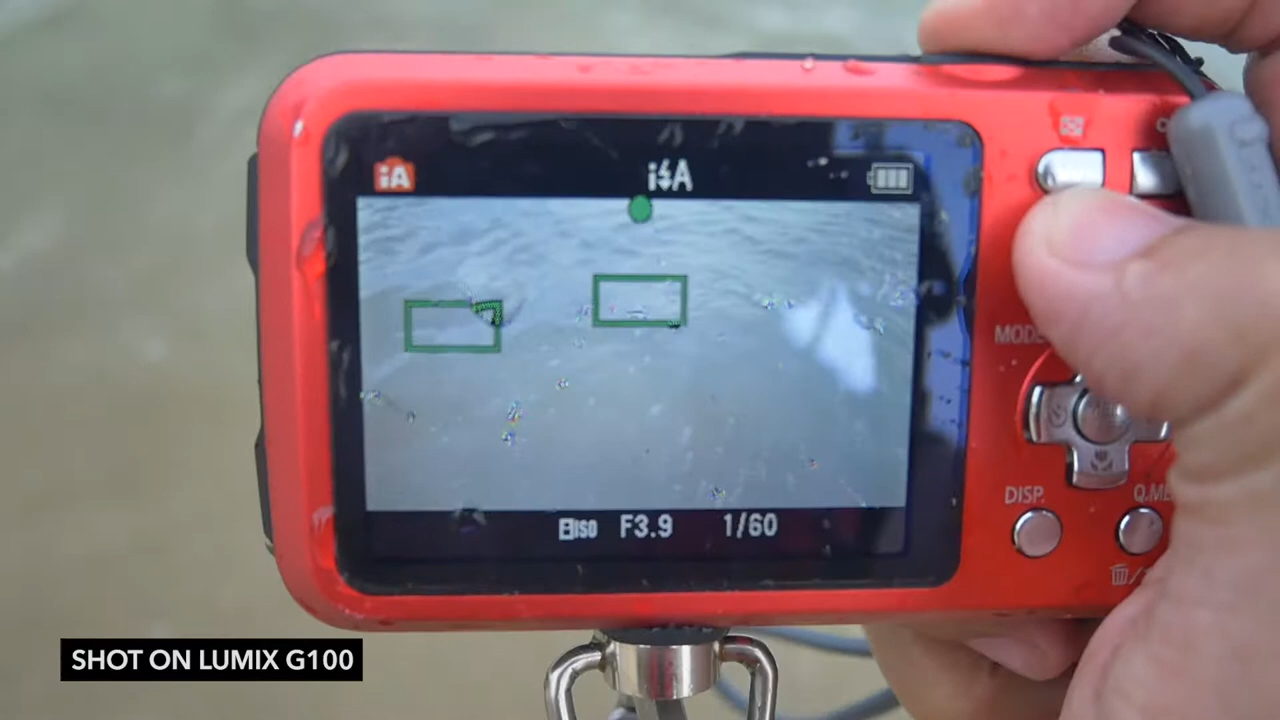 iA
i⚡A
ISO F3.9 1/60
MODE
DISP.
SHOT ON LUMIX G100